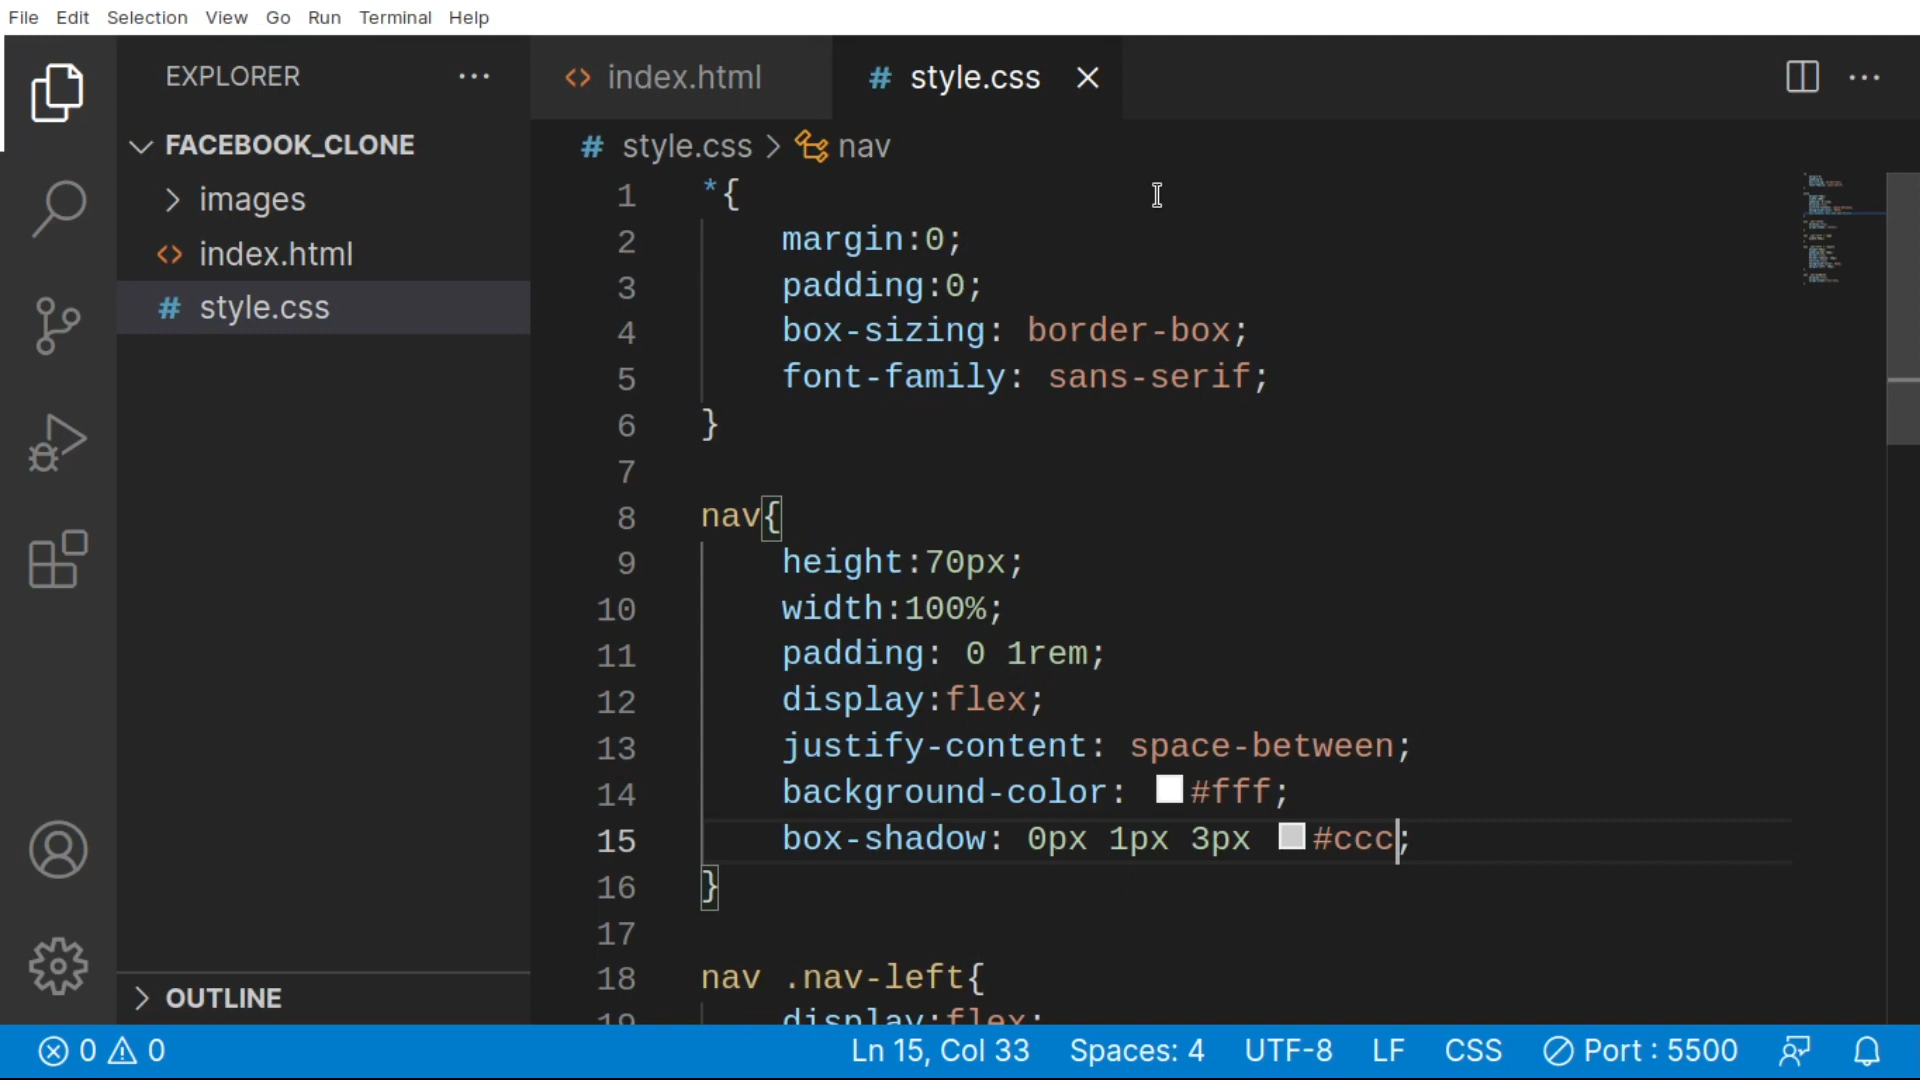 File Edit Selection View Go Run Terminal Help
EXPLORER
FACEBOOK_CLONE
images
index.html
style.css
OUTLINE
index.html
style.css
style.css > nav
1 *{
2 margin:0;
3 padding:0;
4 box-sizing: border-box;
5 font-family: sans-serif;
6 }
7
8 nav{
9 height:70px;
10 width:100%;
11 padding: 0 1rem;
12 display:flex;
13 justify-content: space-between;
14 background-color: #fff;
15 box-shadow: 0px 1px 3px #ccc;
16 }
17
18 nav .nav-left{
19 display:flex;
0 0 Ln 15, Col 33 Spaces: 4 UTF-8 LF CSS Port : 5500